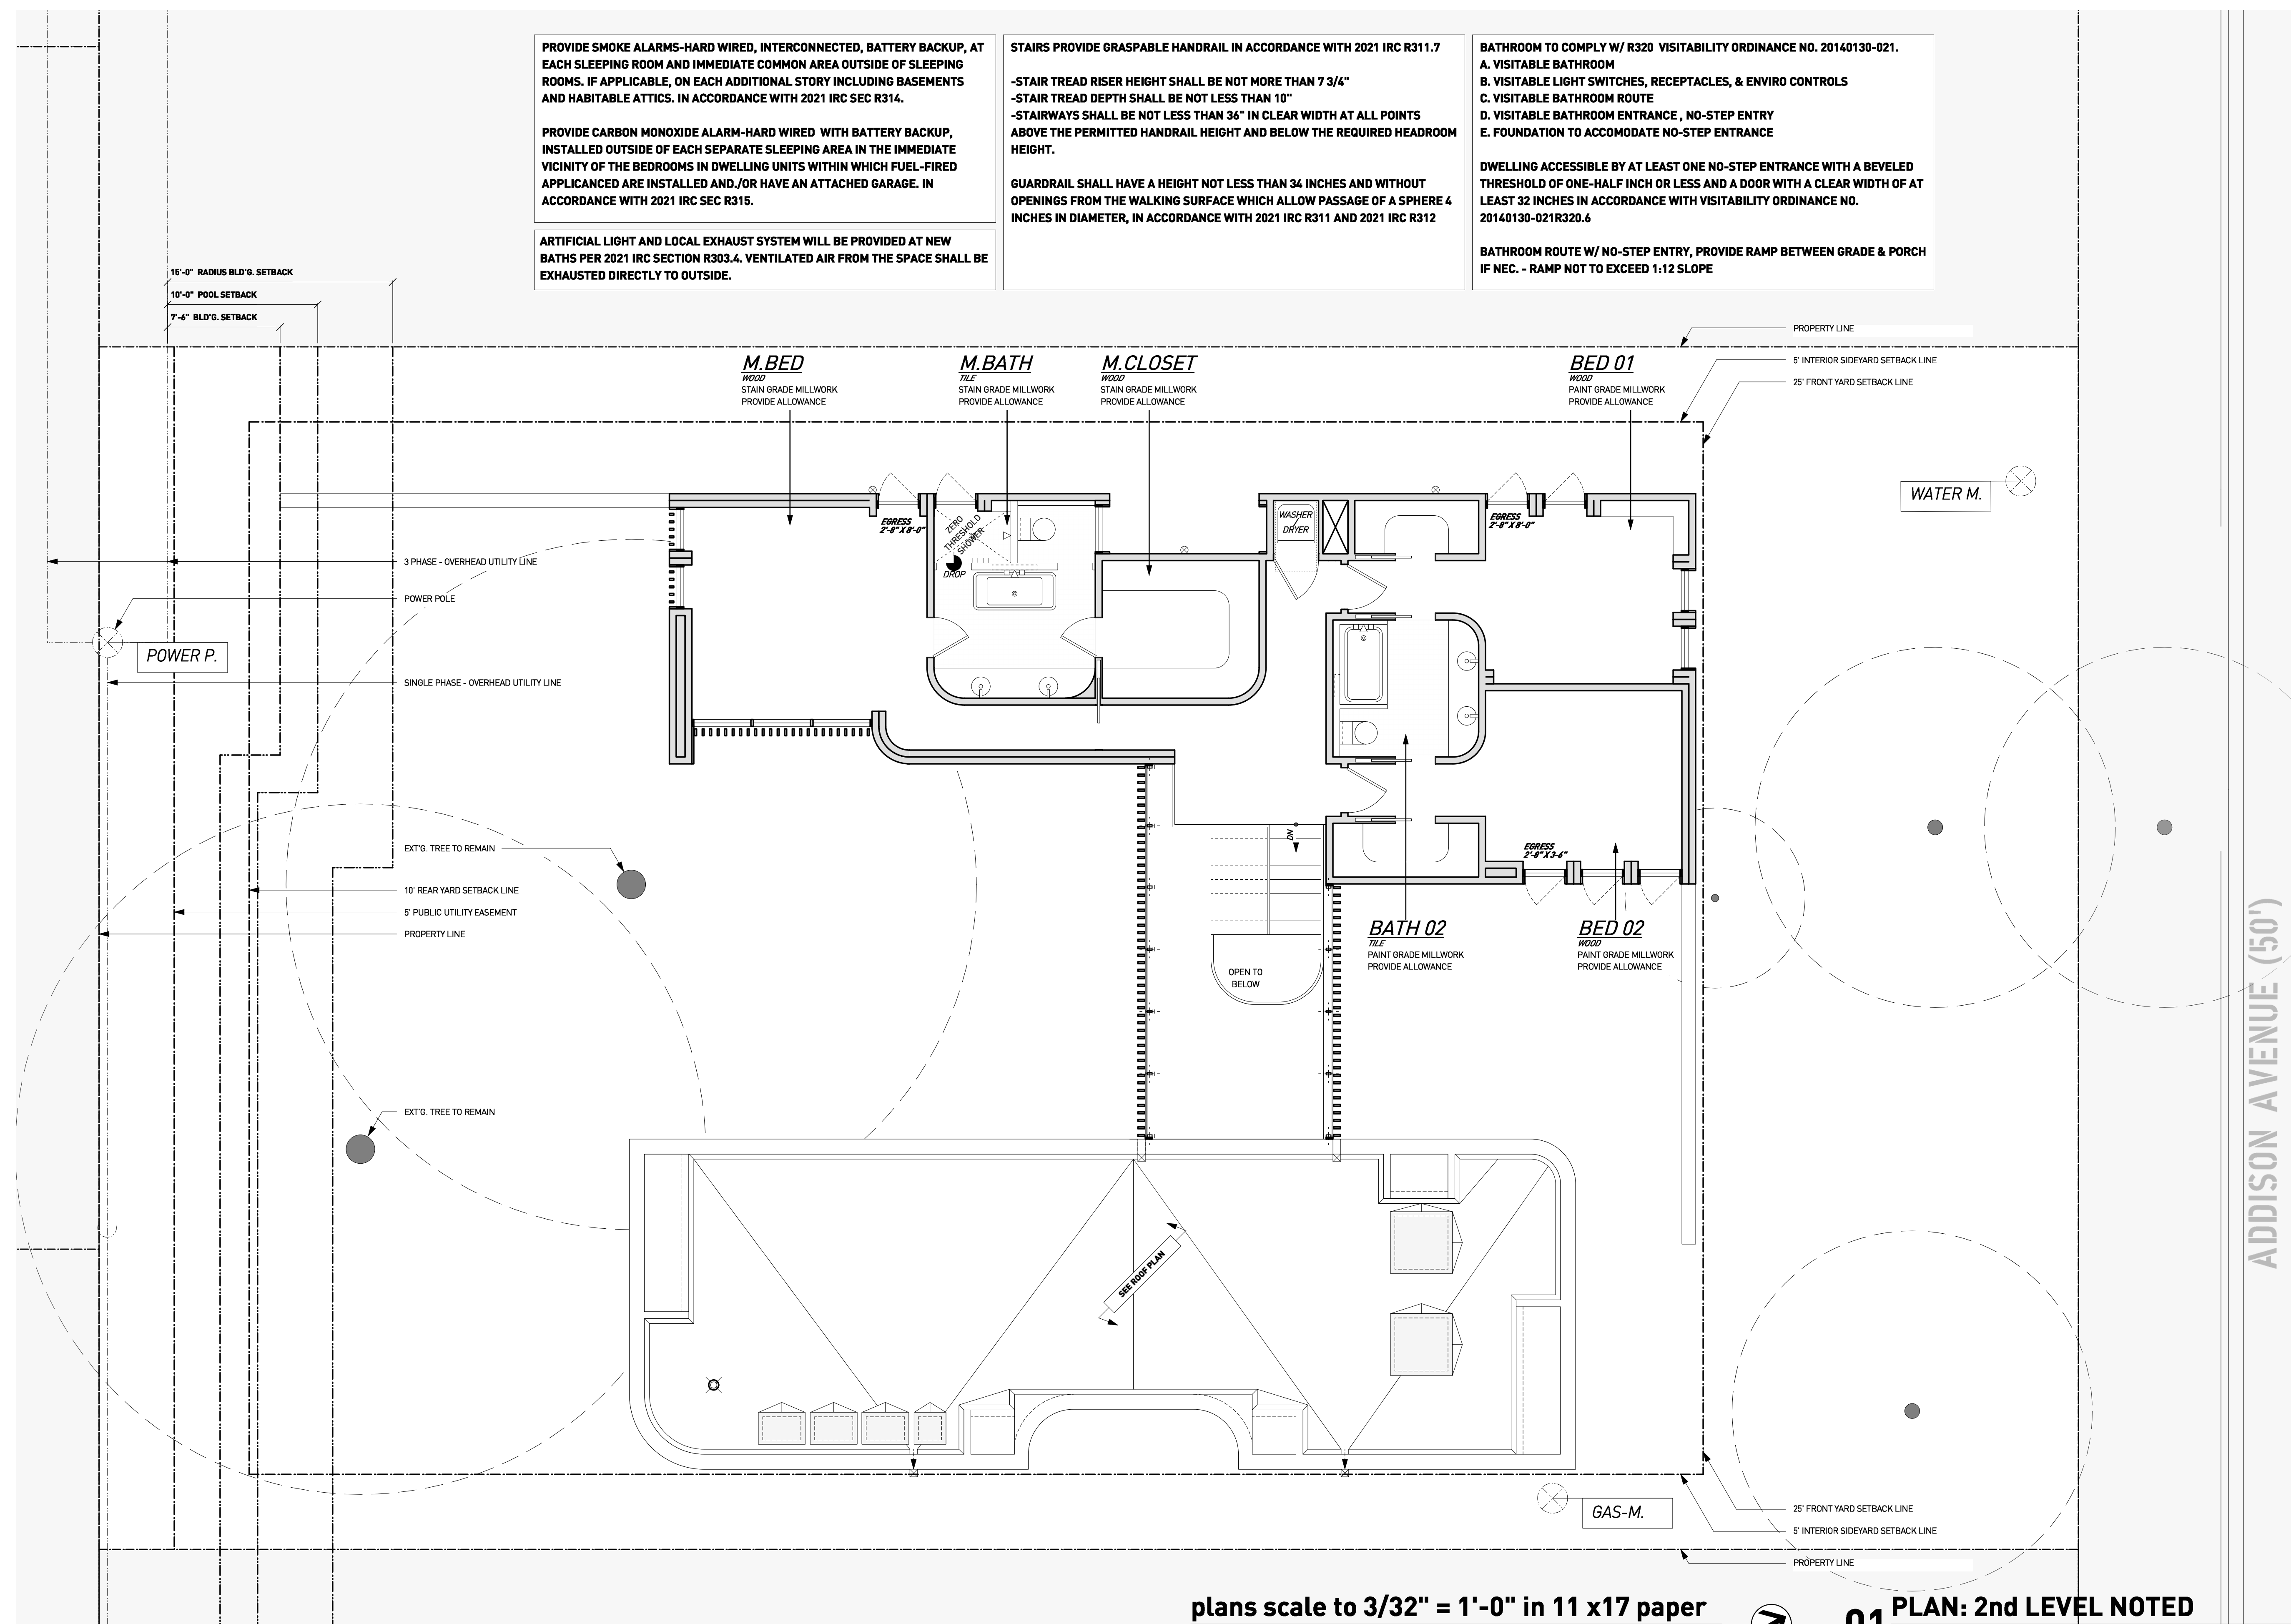 PROVIDE SMOKE ALARMS-HARD WIRED, INTERCONNECTED, BATTERY BACKUP, AT
EACH SLEEPING ROOM AND IMMEDIATE COMMON AREA OUTSIDE OF SLEEPING
ROOMS. IF APPLICABLE, ON EACH ADDITIONAL STORY INCLUDING BASEMENTS
AND HABITABLE ATTICS. IN ACCORDANCE WITH 2021 IRC SEC R314.
PROVIDE CARBON MONOXIDE ALARM-HARD WIRED WITH BATTERY BACKUP,
INSTALLED OUTSIDE OF EACH SEPARATE SLEEPING AREA IN THE IMMEDIATE
VICINITY OF THE BEDROOMS IN DWELLING UNITS WITHIN WHICH FUEL-FIRED
APPLICANCED ARE INSTALLED AND./OR HAVE AN ATTACHED GARAGE. IN
ACCORDANCE WITH 2021 IRC SEC R315.
ARTIFICIAL LIGHT AND LOCAL EXHAUST SYSTEM WILL BE PROVIDED AT NEW
BATHS PER 2021 IRC SECTION R303.4. VENTILATED AIR FROM THE SPACE SHALL BE
EXHAUSTED DIRECTLY TO OUTSIDE.
STAIRS PROVIDE GRASPABLE HANDRAIL IN ACCORDANCE WITH 2021 IRC R311.7
-STAIR TREAD RISER HEIGHT SHALL BE NOT MORE THAN 7 3/4"
-STAIR TREAD DEPTH SHALL BE NOT LESS THAN 10"
-STAIRWAYS SHALL BE NOT LESS THAN 36" IN CLEAR WIDTH AT ALL POINTS
ABOVE THE PERMITTED HANDRAIL HEIGHT AND BELOW THE REQUIRED HEADROOM
HEIGHT.
GUARDRAIL SHALL HAVE A HEIGHT NOT LESS THAN 34 INCHES AND WITHOUT
OPENINGS FROM THE WALKING SURFACE WHICH ALLOW PASSAGE OF A SPHERE 4
INCHES IN DIAMETER, IN ACCORDANCE WITH 2021 IRC R311 AND 2021 IRC R312
BATHROOM TO COMPLY W/ R320 VISITABILITY ORDINANCE NO. 20140130-021.
A. VISITABLE BATHROOM
B. VISITABLE LIGHT SWITCHES, RECEPTACLES, & ENVIRO CONTROLS
C. VISITABLE BATHROOM ROUTE
D. VISITABLE BATHROOM ENTRANCE , NO-STEP ENTRY
E. FOUNDATION TO ACCOMODATE NO-STEP ENTRANCE
DWELLING ACCESSIBLE BY AT LEAST ONE NO-STEP ENTRANCE WITH A BEVELED
THRESHOLD OF ONE-HALF INCH OR LESS AND A DOOR WITH A CLEAR WIDTH OF AT
LEAST 32 INCHES IN ACCORDANCE WITH VISITABILITY ORDINANCE NO.
20140130-021R320.6
BATHROOM ROUTE W/ NO-STEP ENTRY, PROVIDE RAMP BETWEEN GRADE & PORCH
IF NEC. - RAMP NOT TO EXCEED 1:12 SLOPE
15'-0" RADIUS BLD'G. SETBACK
10'-0" POOL SETBACK
7'-6" BLD'G. SETBACK
PROPERTY LINE
5' INTERIOR SIDEYARD SETBACK LINE
25' FRONT YARD SETBACK LINE
M.BED
WOOD
STAIN GRADE MILLWORK
PROVIDE ALLOWANCE
M.BATH
TILE
STAIN GRADE MILLWORK
PROVIDE ALLOWANCE
M.CLOSET
WOOD
STAIN GRADE MILLWORK
PROVIDE ALLOWANCE
BED 01
WOOD
PAINT GRADE MILLWORK
PROVIDE ALLOWANCE
WATER M.
EGRESS
2'-8" X 8'-0"
ZERO
THRESHOLD
SHOWER
DROP
WASHER
/
DRYER
EGRESS
2'-8" X 8'-0"
3 PHASE - OVERHEAD UTILITY LINE
POWER POLE
POWER P.
SINGLE PHASE - OVERHEAD UTILITY LINE
DN
EGRESS
2'-8" X 3-6"
EXT'G. TREE TO REMAIN
10' REAR YARD SETBACK LINE
5' PUBLIC UTILITY EASEMENT
PROPERTY LINE
BATH 02
TILE
PAINT GRADE MILLWORK
PROVIDE ALLOWANCE
BED 02
WOOD
PAINT GRADE MILLWORK
PROVIDE ALLOWANCE
OPEN TO
BELOW
ADDISON AVENUE (50')
EXT'G. TREE TO REMAIN
SEE ROOF PLAN
GAS-M.
25' FRONT YARD SETBACK LINE
5' INTERIOR SIDEYARD SETBACK LINE
PROPERTY LINE
plans scale to 3/32" = 1'-0" in 11 x17 paper
01
PLAN: 2nd LEVEL NOTED